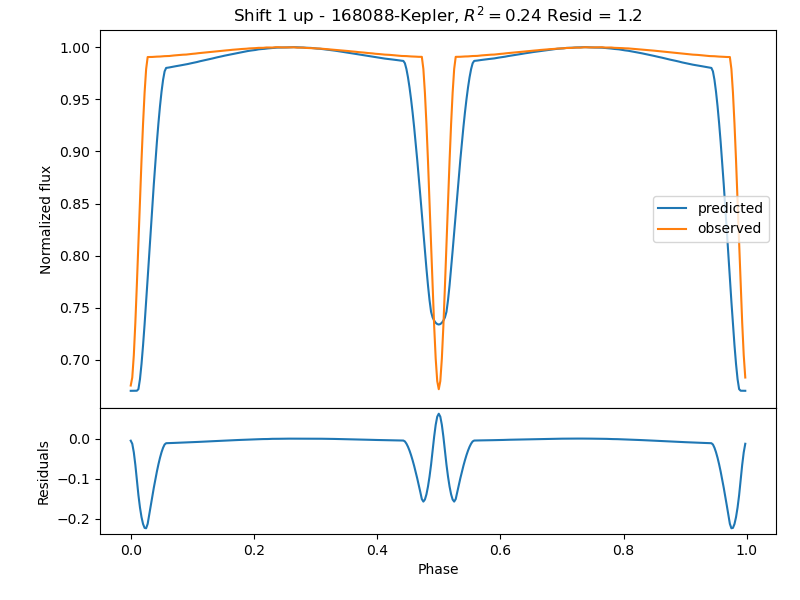 Shift 1 up - 168088-Kepler, $R^2 = 0.24$ Resid = 1.2
1.00
0.95
0.90
0.85
0.80
0.75
0.70
Normalized flux
predicted
observed
0.0
−0.1
−0.2
Residuals
0.0 0.2 0.4 0.6 0.8 1.0
Phase